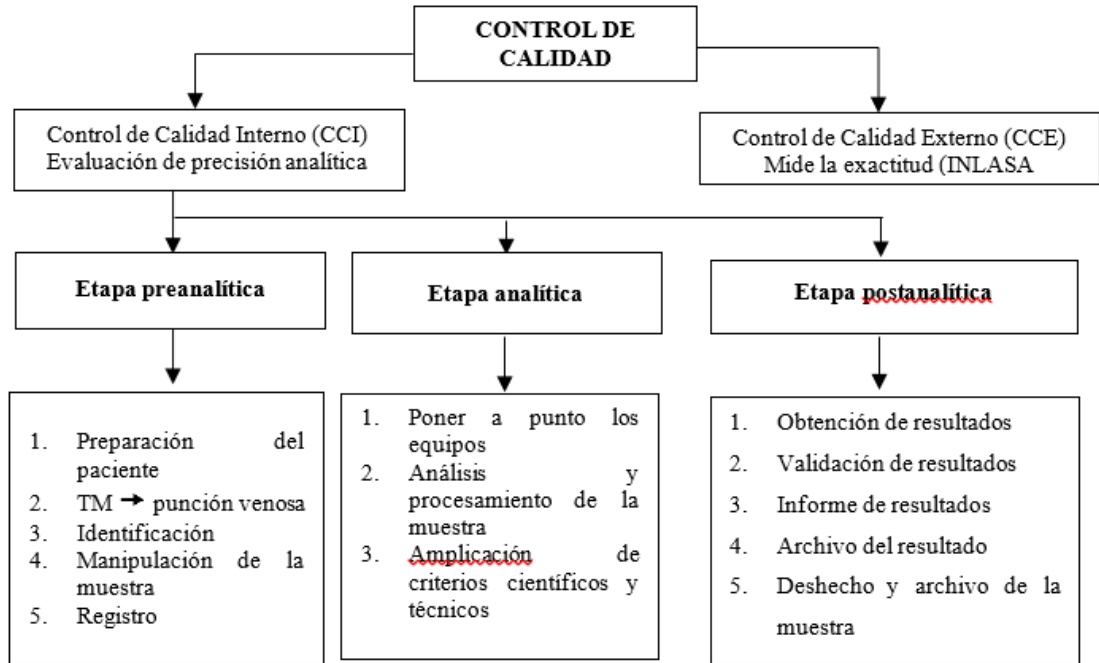 CONTROL DE
CALIDAD
Control de Calidad Interno (CCI)
Evaluación de precisión analítica
Control de Calidad Externo (CCE)
Mide la exactitud (INLASA
Etapa preanalítica
Etapa analítica
Etapa postanalítica
1. Preparación del
paciente
2. TM → punción venosa
3. Identificación
4. Manipulación de la
muestra
5. Registro
1. Poner a punto los
equipos
2. Análisis y
procesamiento de la
muestra
3. Amplicación de
criterios científicos y
técnicos
1. Obtención de resultados
2. Validación de resultados
3. Informe de resultados
4. Archivo del resultado
5. Deshecho y archivo de la
muestra